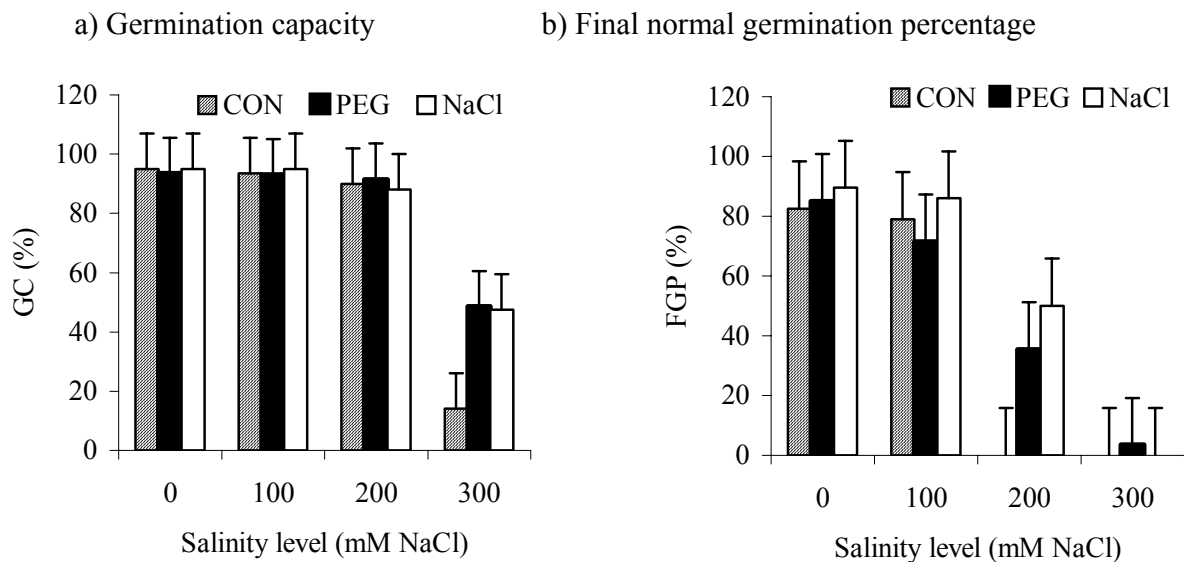 a) Germination capacity
120
100
80
60
40
20
0
GC (%)
CON PEG NaCl
0 100 200 300
Salinity level (mM NaCl)
b) Final normal germination percentage
120
100
80
60
40
20
0
FGP (%)
CON PEG NaCl
0 100 200 300
Salinity level (mM NaCl)